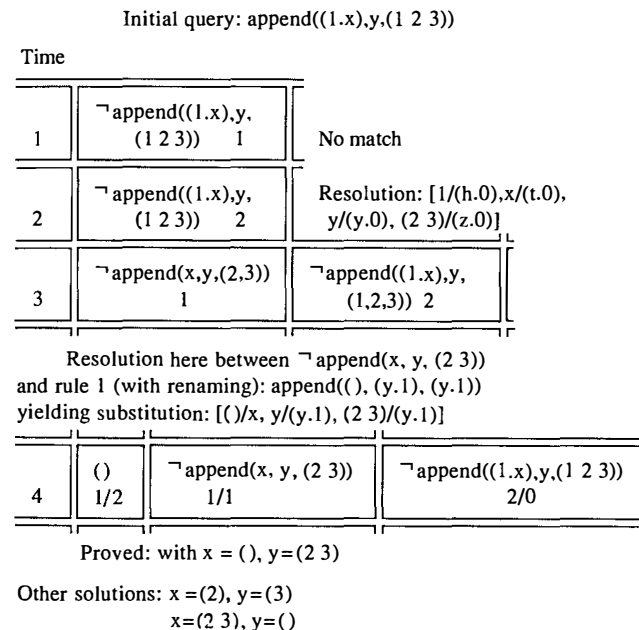 Initial query: append((1.x),y,(1 2 3))
Time
¬append((1.x),y,
1 (1 2 3)) 1 No match
¬append((1.x),y, Resolution: [1/(h.0),x/(t.0),
2 (1 2 3)) 2 y/(y.0), (2 3)/(z.0)]
¬append(x,y,(2,3)) ¬append((1.x),y,
3 1 (1,2,3)) 2
Resolution here between ¬append(x, y, (2 3))
and rule 1 (with renaming): append((), (y.1), (y.1))
yielding substitution: [()/x, y/(y.1), (2 3)/(y.1)]
() ¬append(x, y, (2 3)) ¬append((1.x),y,(1 2 3))
4 1/2 1/1 2/0
Proved: with x = (), y=(2 3)
Other solutions: x =(2), y=(3)
x=(2 3), y=()